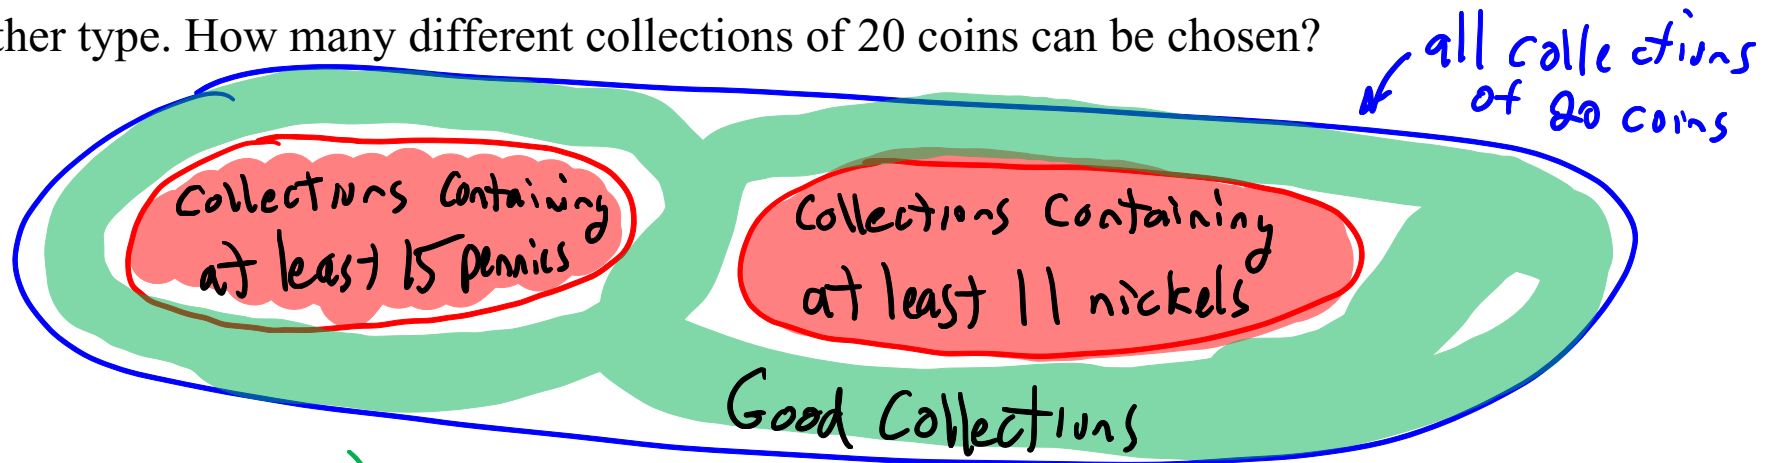 ther type. How many different collections of 20 coins can be chosen?
all collections
of 20 coins
Collections Containing
at least 15 pennies
Collections Containing
at least 11 nickels
Good Collections